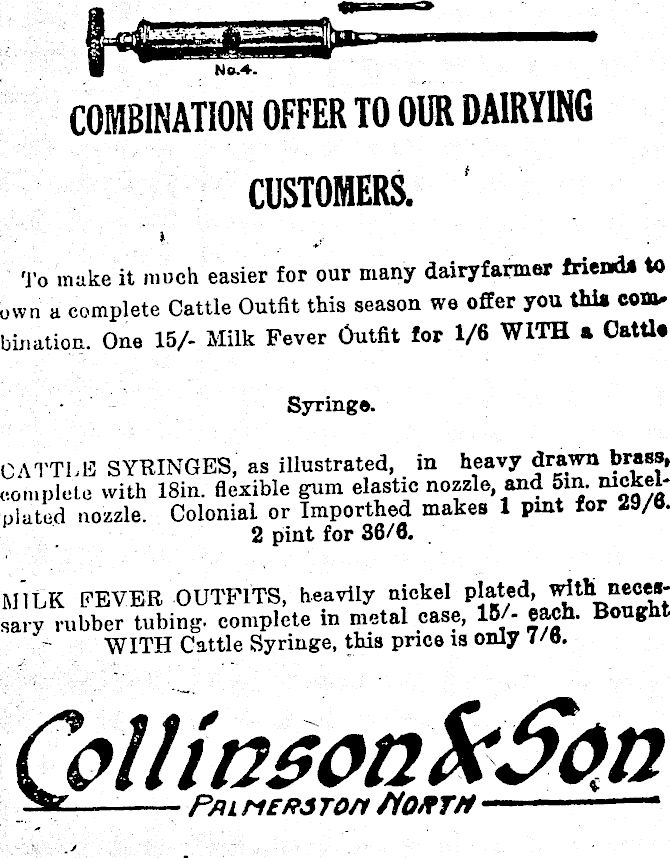 No.4.
COMBINATION OFFER TO OUR DAIRYING
CUSTOMERS.
To make it much easier for our many dairyfarmer friends to
own a complete Cattle Outfit this season we offer you this com-
bination. One 15/- Milk Fever Outfit for 1/6 WITH a Cattle
Syringe.
CATTLE SYRINGES, as illustrated, in heavy drawn brass,
complete with 18in. flexible gum elastic nozzle, and 5in. nickel-
plated nozzle. Colonial or Importhed makes 1 pint for 29/6.
2 pint for 36/6.
MILK FEVER OUTFITS, heavily nickel plated, with neces-
sary rubber tubing. complete in metal case, 15/- each. Bought
WITH Cattle Syringe, this price is only 7/6.
Collinson & Son
PALMERSTON NORTH